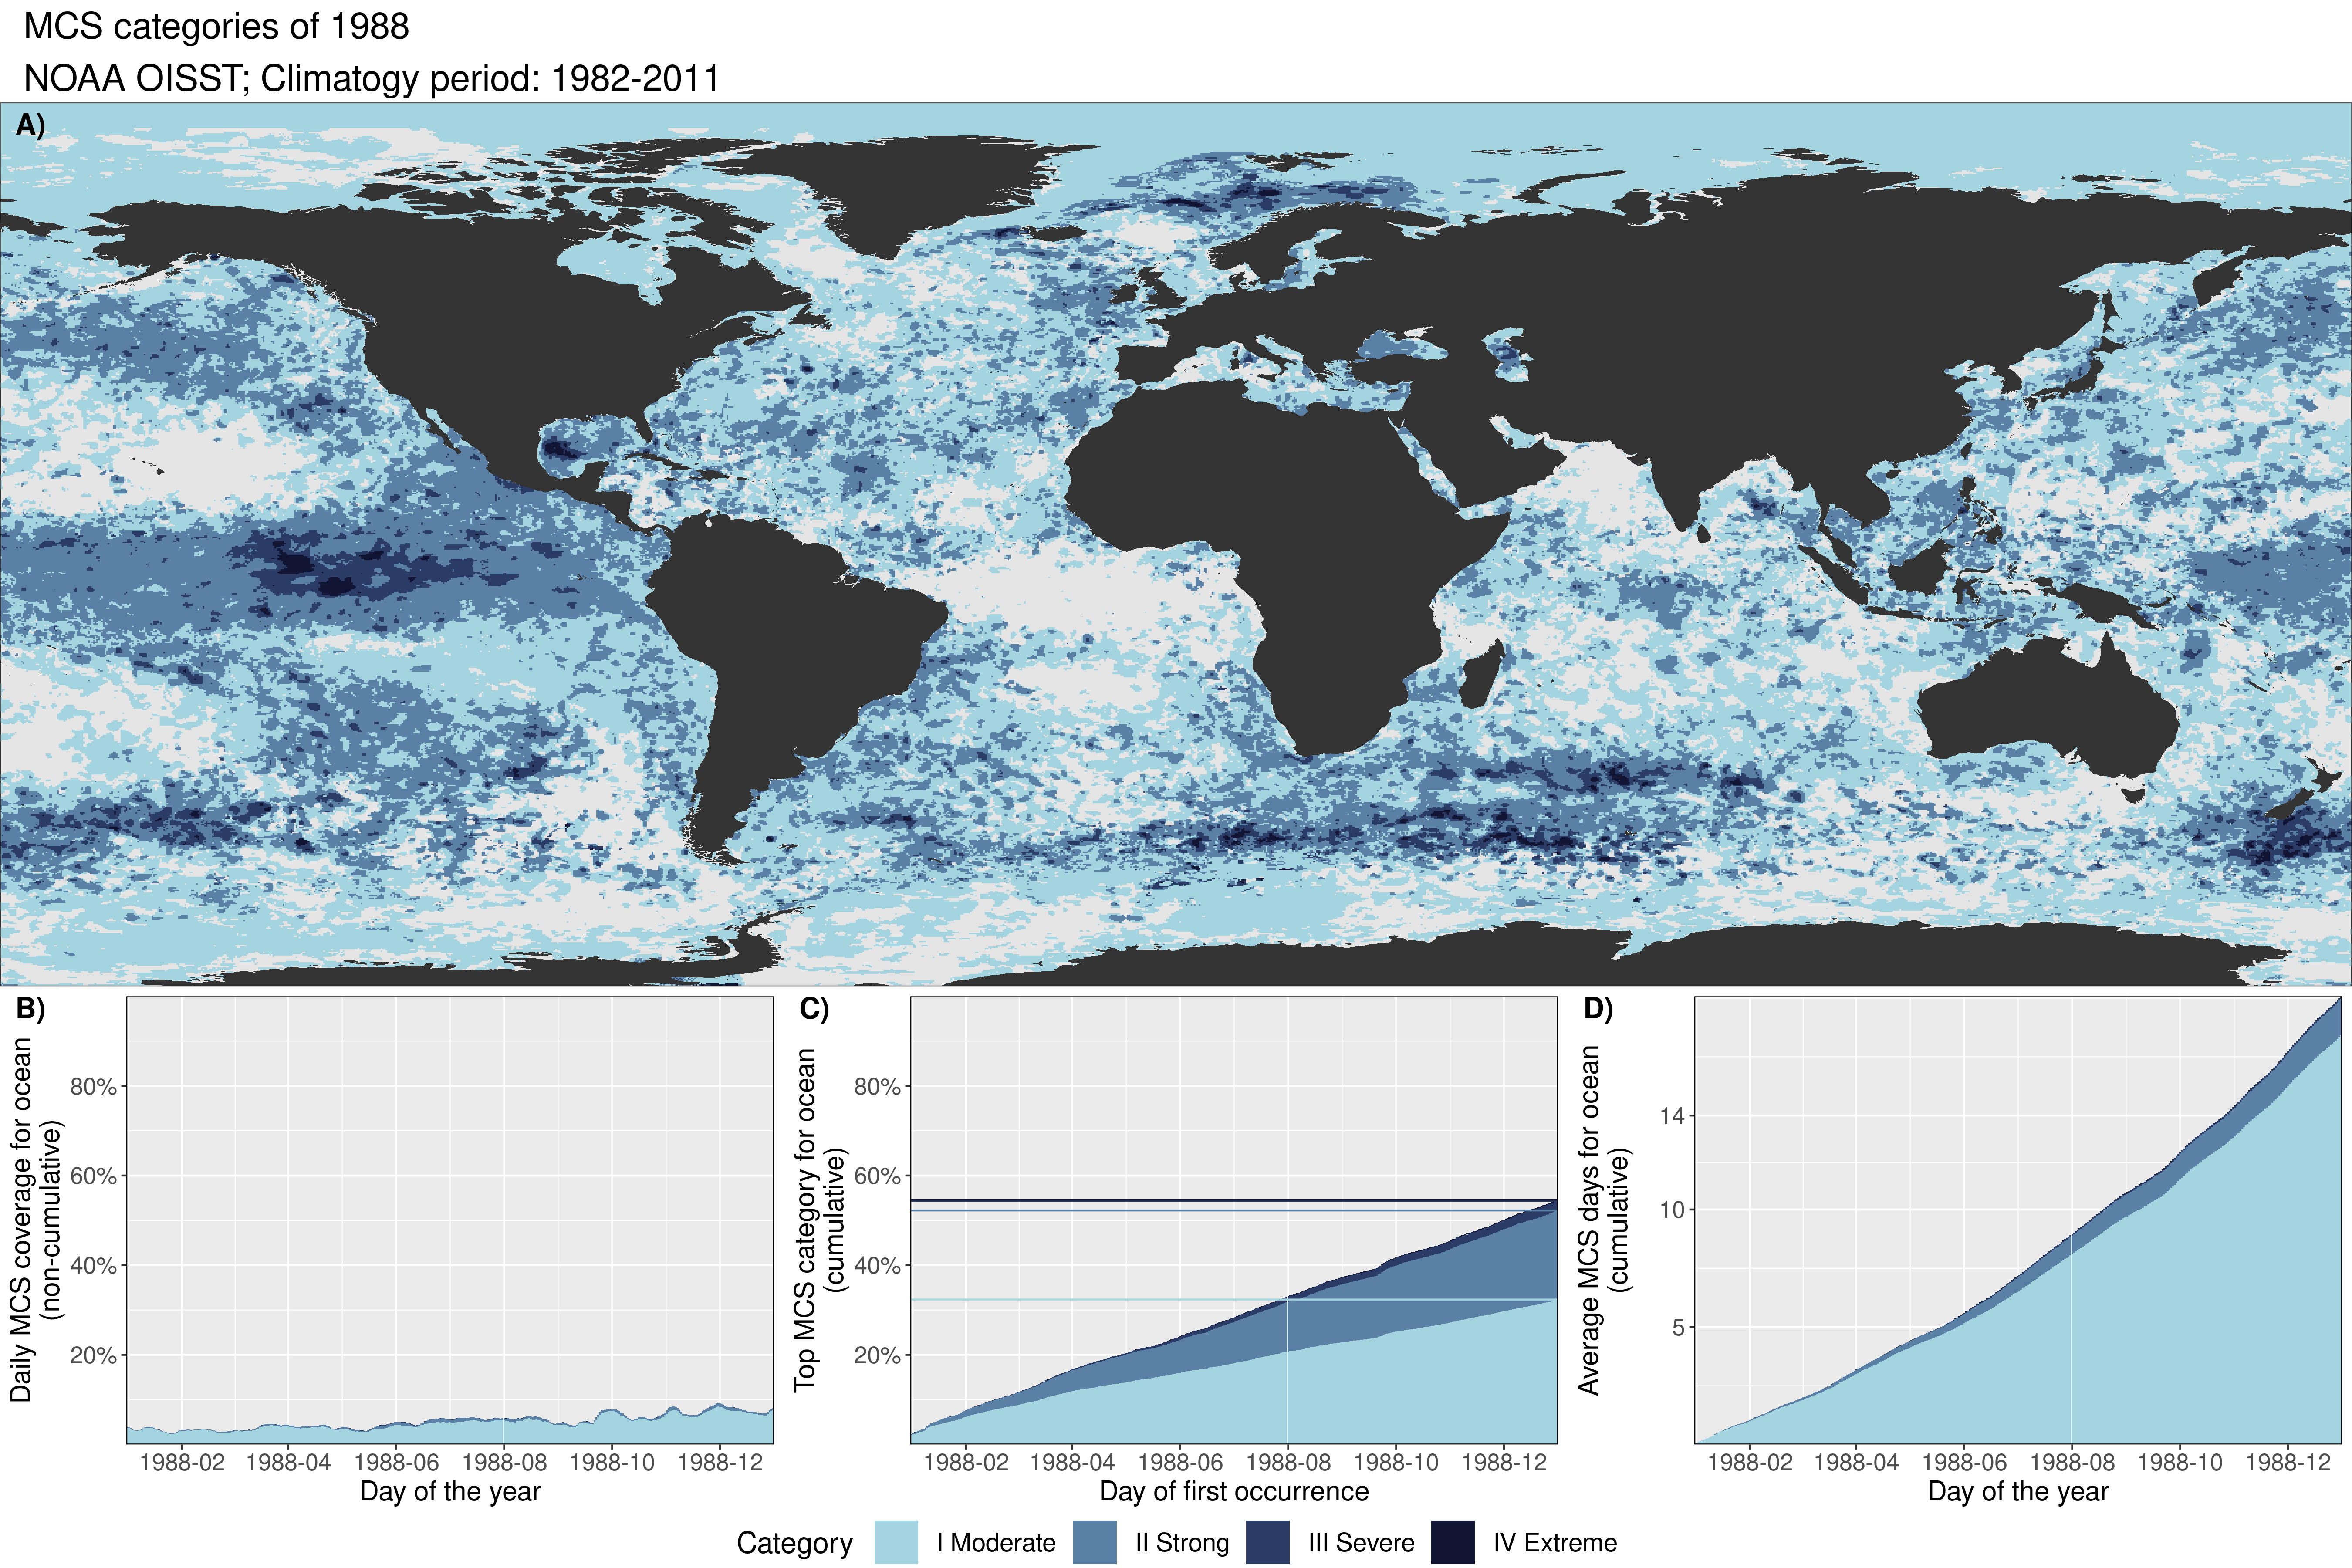 MCS categories of 1988
NOAA OISST; Climatogy period: 1982-2011
A)
B)
Daily MCS coverage for ocean
(non-cumulative)
80%
60%
40%
20%
1988-02 1988-04 1988-06 1988-08 1988-10 1988-12
Day of the year
C)
Top MCS category for ocean
(cumulative)
80%
60%
40%
20%
1988-02 1988-04 1988-06 1988-08 1988-10 1988-12
Day of first occurrence
D)
Average MCS days for ocean
(cumulative)
14
10
5
1988-02 1988-04 1988-06 1988-08 1988-10 1988-12
Day of the year
Category I Moderate II Strong III Severe IV Extreme